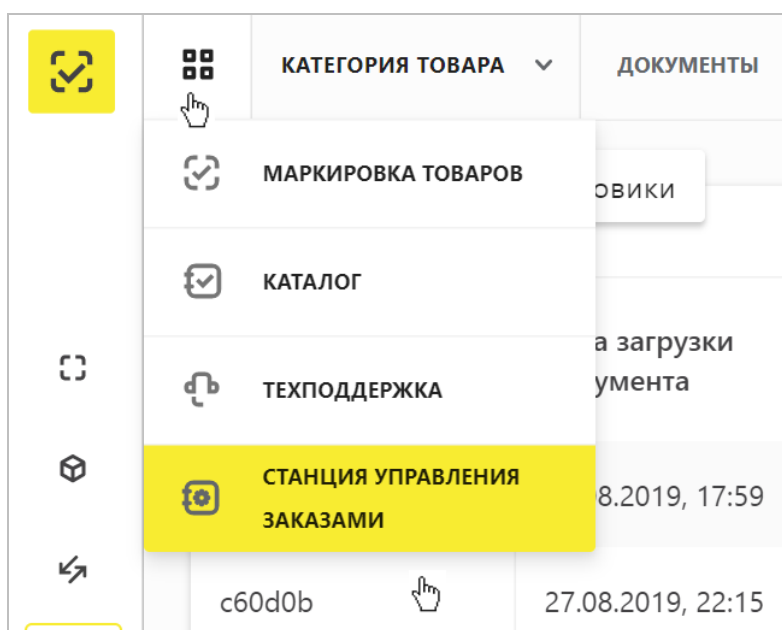 КАТЕГОРИЯ ТОВАРА
ДОКУМЕНТЫ
МАРКИРОВКА ТОВАРОВ
КАТАЛОГ
ТЕХПОДДЕРЖКА
СТАНЦИЯ УПРАВЛЕНИЯ
ЗАКАЗАМИ
овики
а загрузки
умента
8.2019, 17:59
c60d0b
27.08.2019, 22:15